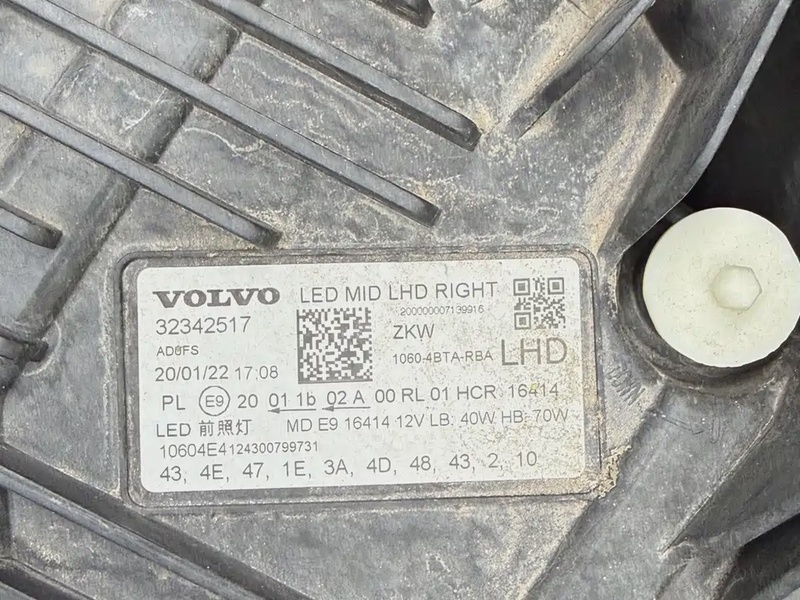 VOLVO LED MID LHD RIGHT
200000007139916
32342517
ZKW
AD0FS
1060-4BTA-RBA LHD
20/01/22 17:08
PL E9 20 01 1b 02 A 00 RL 01 HCR 16414
LED 前照灯 MD E9 16414 12V LB: 40W HB: 70W
10604E4124300799731
43, 4E, 47, 1E, 3A, 4D, 48, 43, 2, 10